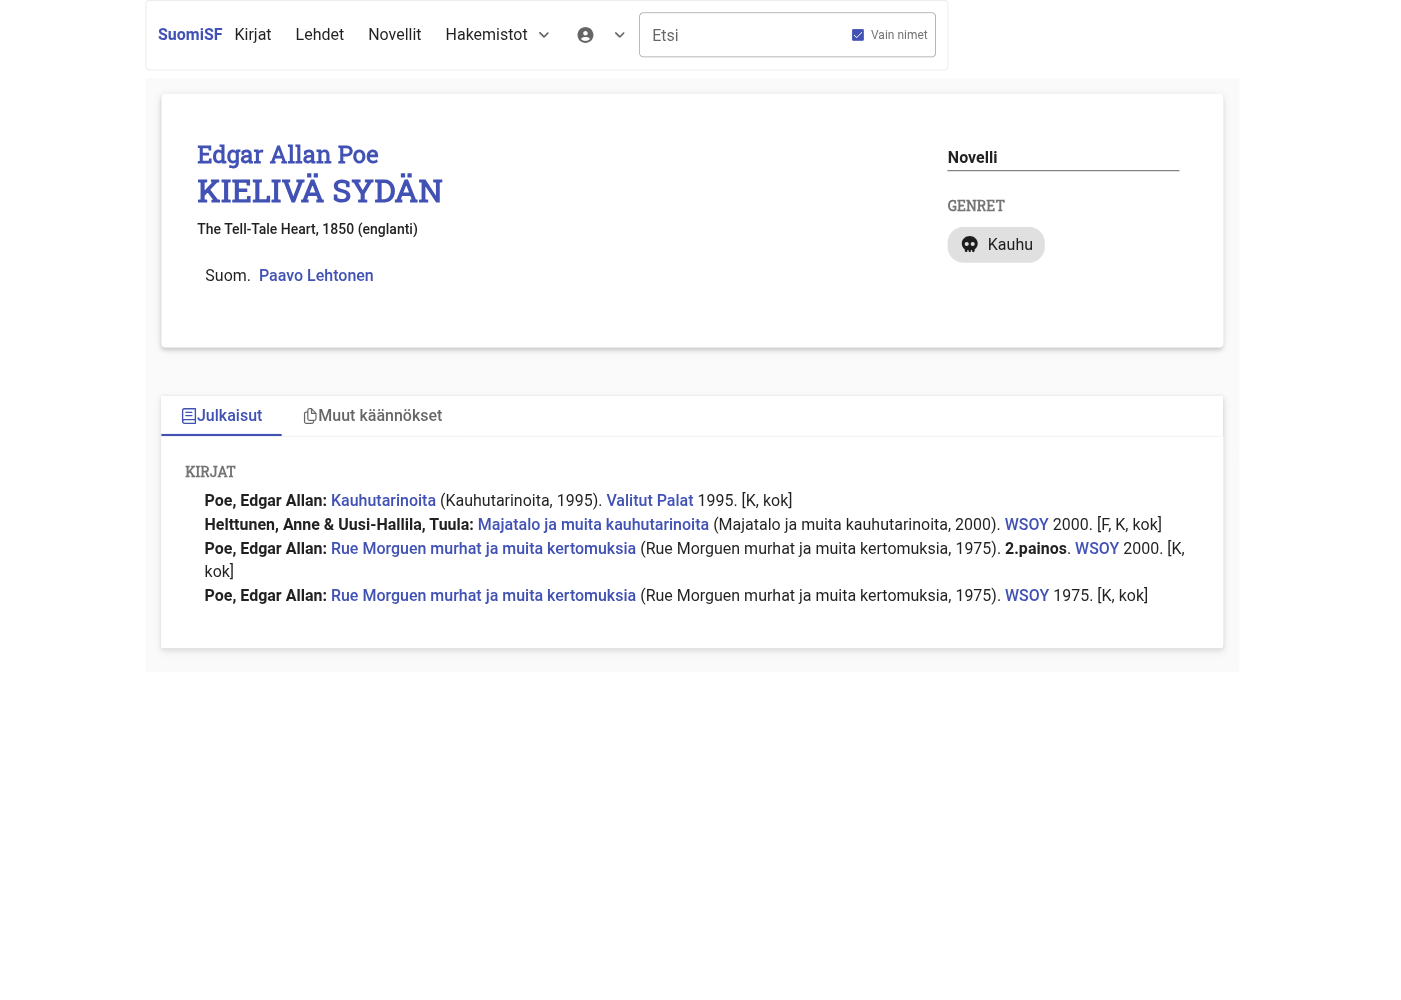 SuomiSF Kirjat Lehdet Novellit Hakemistot Etsi Vain nimet
Edgar Allan Poe
KIELIVÄ SYDÄN
The Tell-Tale Heart, 1850 (englanti)
Suom. Paavo Lehtonen
Novelli
GENRET
Kauhu
Julkaisut Muut käännökset
KIRJAT
Poe, Edgar Allan: Kauhutarinoita (Kauhutarinoita, 1995). Valitut Palat 1995. [K, kok]
Helttunen, Anne & Uusi-Hallila, Tuula: Majatalo ja muita kauhutarinoita (Majatalo ja muita kauhutarinoita, 2000). WSOY 2000. [F, K, kok]
Poe, Edgar Allan: Rue Morguen murhat ja muita kertomuksia (Rue Morguen murhat ja muita kertomuksia, 1975). 2.painos. WSOY 2000. [K,
kok]
Poe, Edgar Allan: Rue Morguen murhat ja muita kertomuksia (Rue Morguen murhat ja muita kertomuksia, 1975). WSOY 1975. [K, kok]